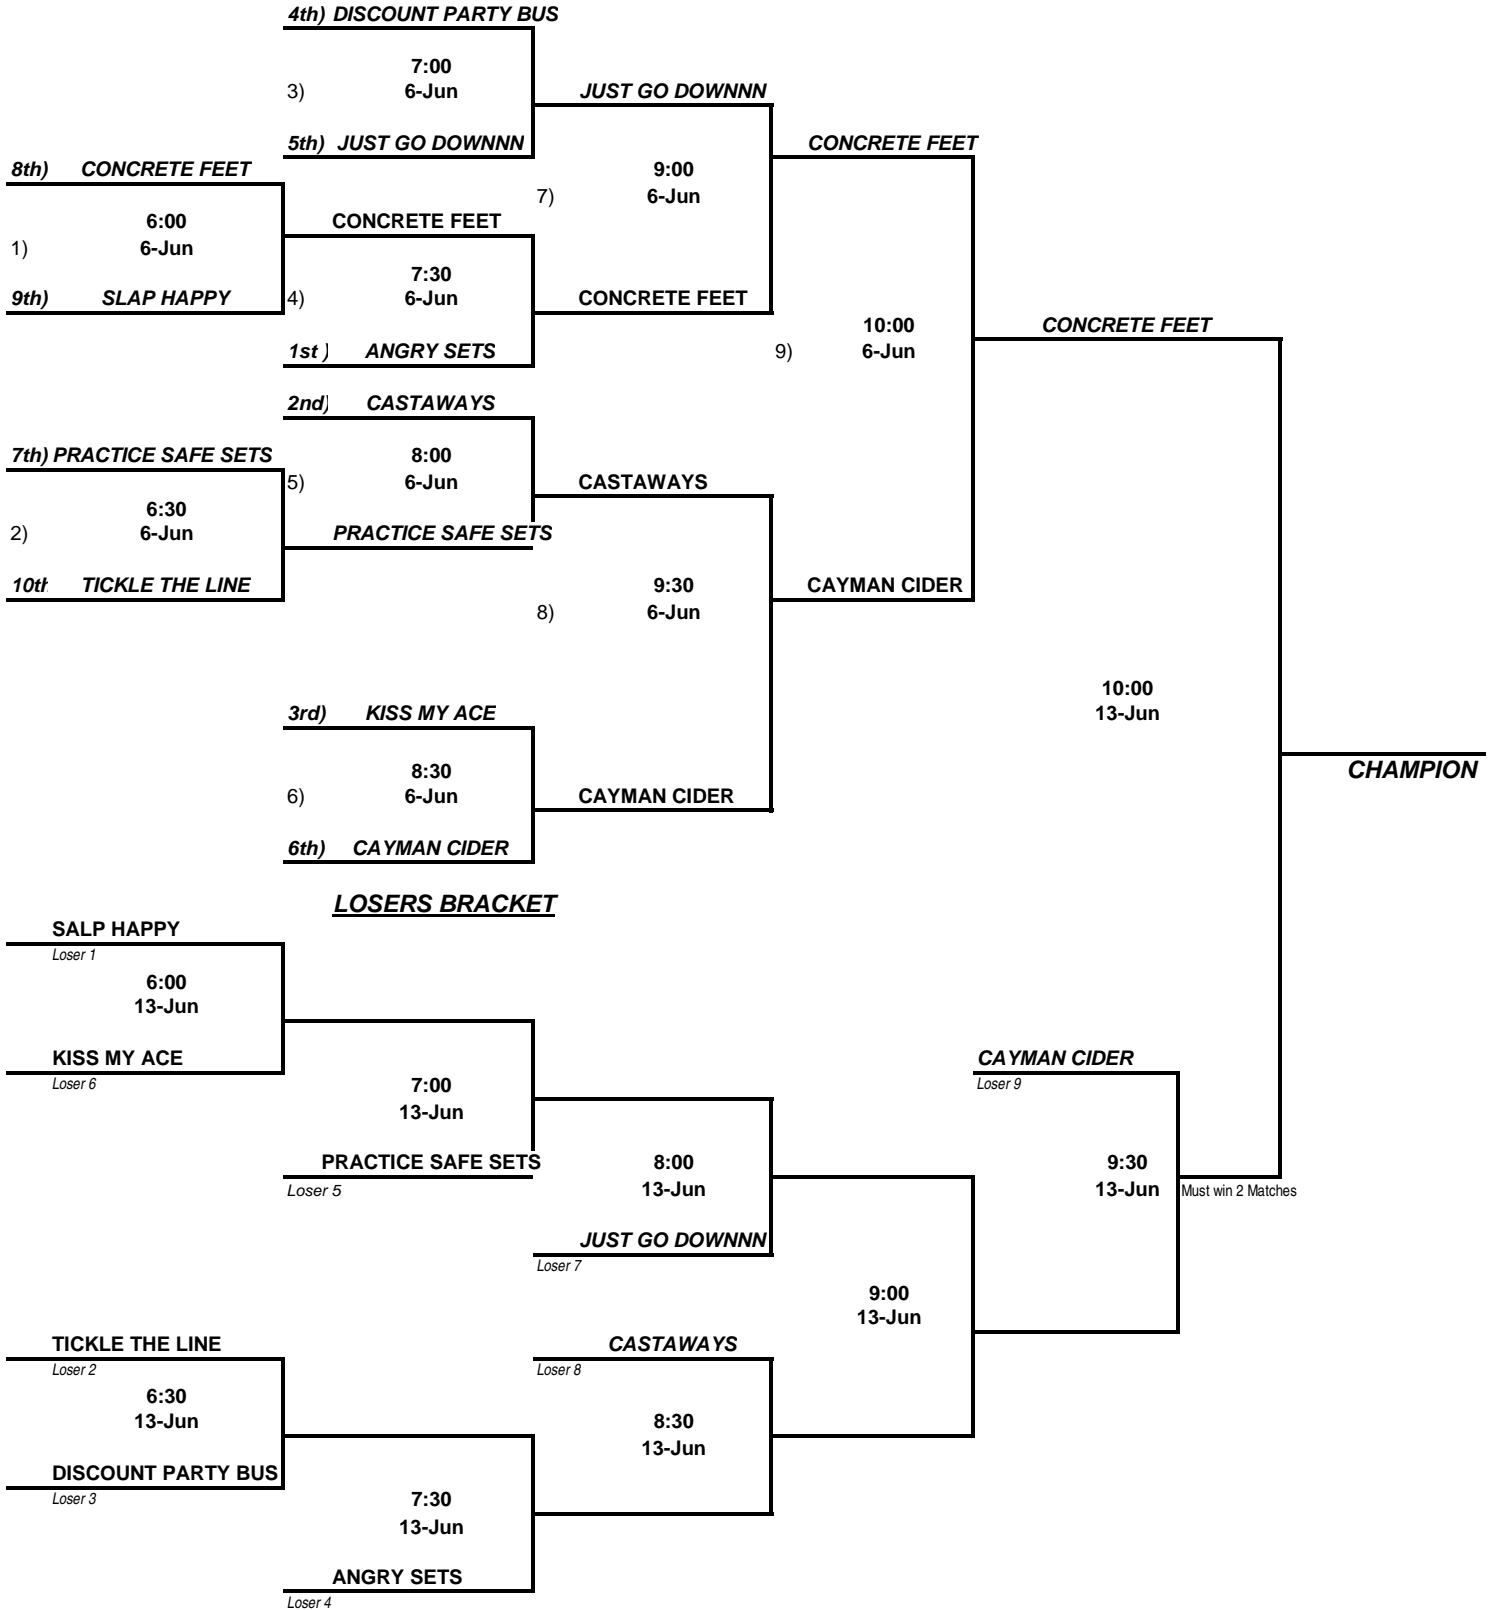 4th) DISCOUNT PARTY BUS
7:00
3) 6-Jun
JUST GO DOWNNN
5th) JUST GO DOWNNN
CONCRETE FEET
8th) CONCRETE FEET
9:00
7) 6-Jun
6:00
CONCRETE FEET
1) 6-Jun
7:30
9th) SLAP HAPPY
4) 6-Jun
CONCRETE FEET
10:00
CONCRETE FEET
1st ) ANGRY SETS
9) 6-Jun
2nd) CASTAWAYS
7th) PRACTICE SAFE SETS
8:00
5) 6-Jun
CASTAWAYS
6:30
2) 6-Jun
PRACTICE SAFE SETS
10th TICKLE THE LINE
9:30
CAYMAN CIDER
8) 6-Jun
10:00
13-Jun
3rd) KISS MY ACE
CHAMPION
8:30
6) 6-Jun
CAYMAN CIDER
6th) CAYMAN CIDER
LOSERS BRACKET
SALP HAPPY
Loser 1
6:00
13-Jun
KISS MY ACE
Loser 6
CAYMAN CIDER
Loser 9
7:00
13-Jun
PRACTICE SAFE SETS
Loser 5
8:00
13-Jun
9:30
13-Jun
Must win 2 Matches
JUST GO DOWNNN
Loser 7
9:00
13-Jun
TICKLE THE LINE
Loser 2
CASTAWAYS
Loser 8
6:30
13-Jun
8:30
13-Jun
DISCOUNT PARTY BUS
Loser 3
7:30
13-Jun
ANGRY SETS
Loser 4